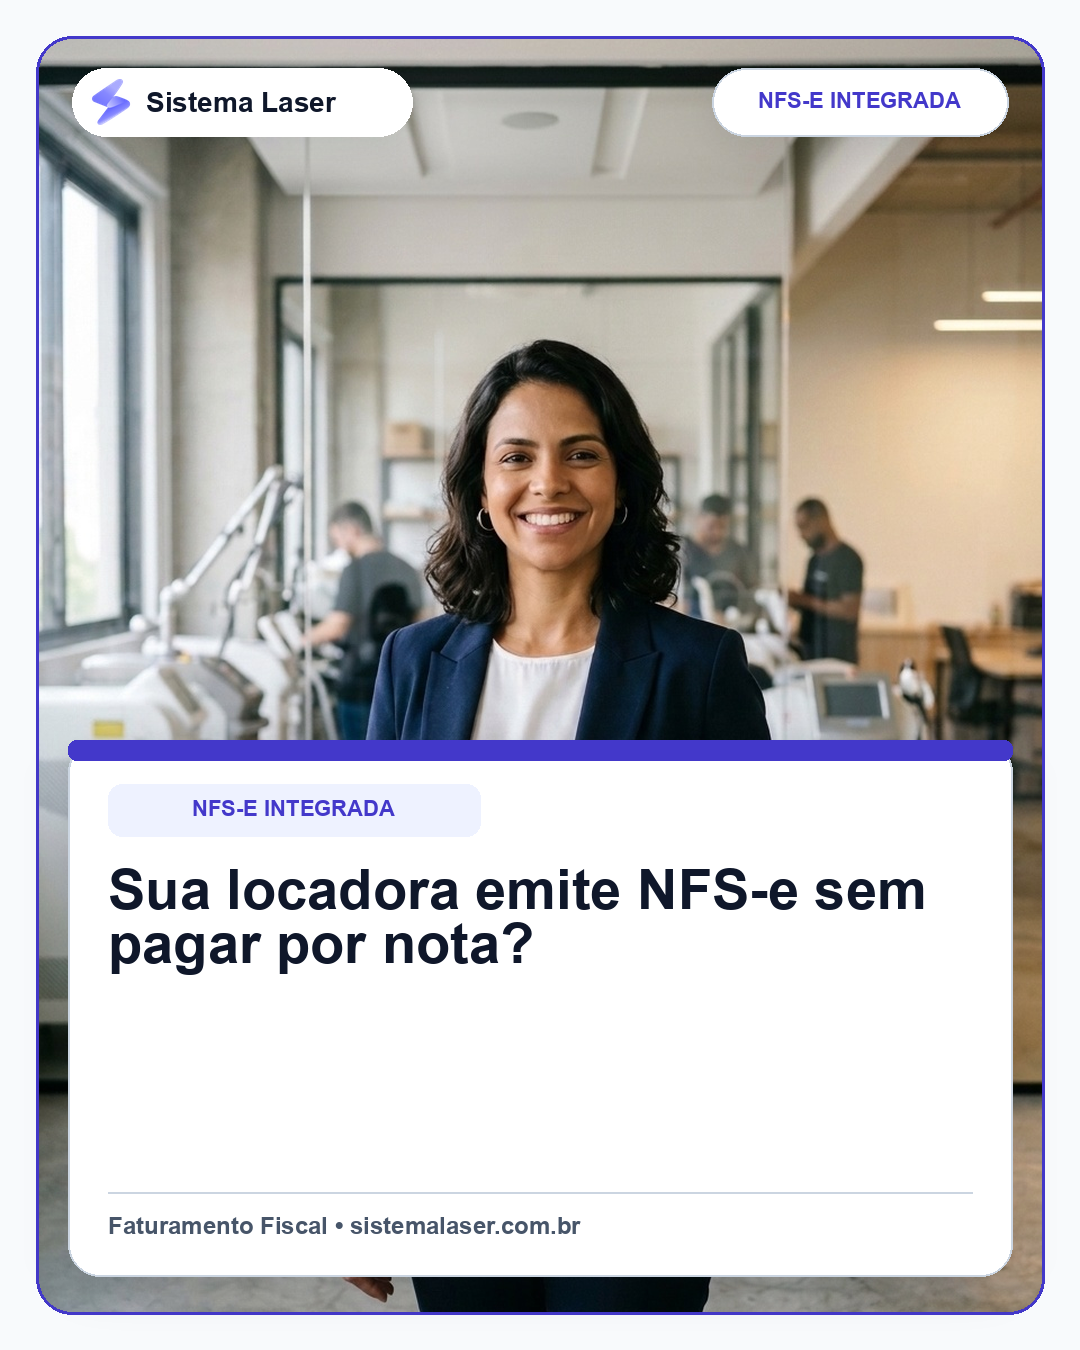 Sistema Laser
NFS-E INTEGRADA
NFS-E INTEGRADA
Sua locadora emite NFS-e sem
pagar por nota?
Faturamento Fiscal • sistemalaser.com.br